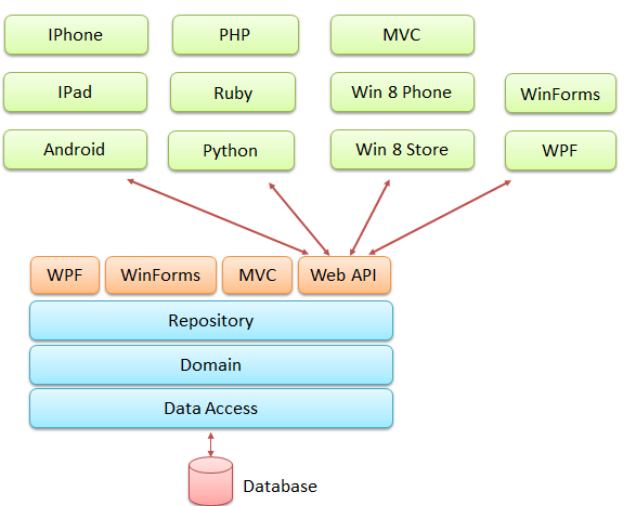 IPhone
PHP
MVC
IPad
Ruby
Win 8 Phone
WinForms
Android
Python
Win 8 Store
WPF
WPF
WinForms
MVC
Web API
Repository
Domain
Data Access
Database